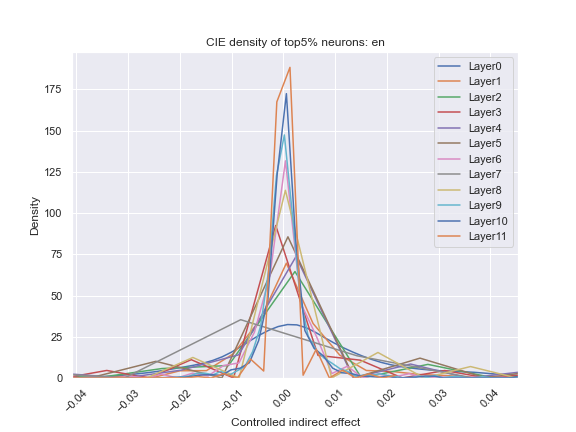 CIE density of top5% neurons: en
175
150
125
100
75
50
25
0
Density
-0.04
-0.03
-0.02
-0.01
0.00
0.01
0.02
0.03
0.04
Controlled indirect effect
Layer0
Layer1
Layer2
Layer3
Layer4
Layer5
Layer6
Layer7
Layer8
Layer9
Layer10
Layer11